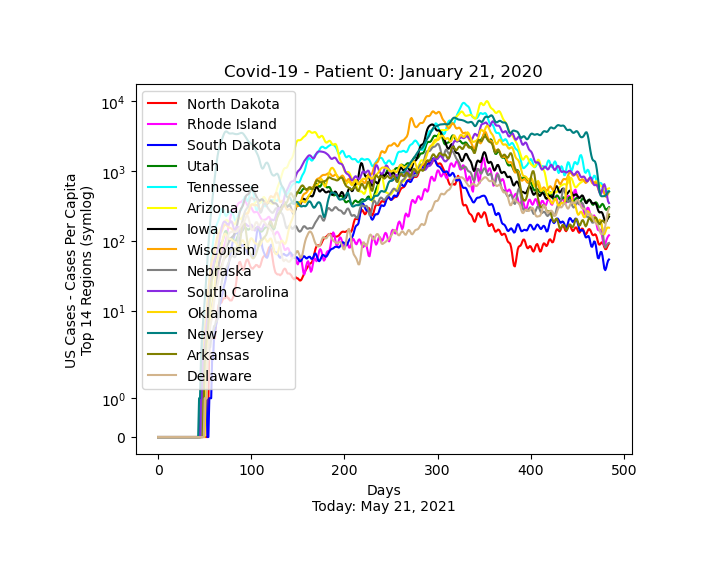 Covid-19 - Patient 0: January 21, 2020
US Cases - Cases Per Capita
Top 14 Regions (symlog)
10^4
10^3
10^2
10^1
10^0
0
North Dakota
Rhode Island
South Dakota
Utah
Tennessee
Arizona
Iowa
Wisconsin
Nebraska
South Carolina
Oklahoma
New Jersey
Arkansas
Delaware
0 100 200 300 400 500
Days
Today: May 21, 2021